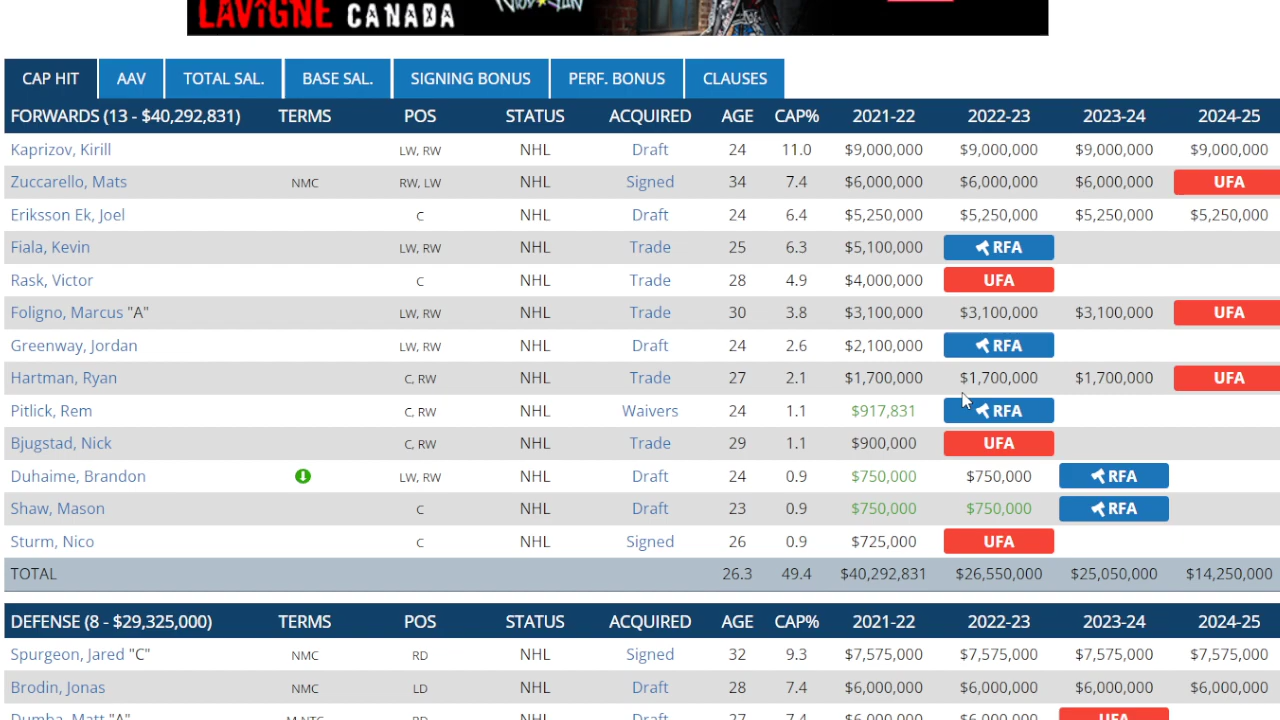 LAVIGNE CANADA
CAP HIT AAV TOTAL SAL. BASE SAL. SIGNING BONUS PERF. BONUS CLAUSES
FORWARDS (13 - $40,292,831) TERMS POS STATUS ACQUIRED AGE CAP% 2021-22 2022-23 2023-24 2024-25
Kaprizov, Kirill LW, RW NHL Draft 24 11.0 $9,000,000 $9,000,000 $9,000,000 $9,000,000
Zuccarello, Mats NMC RW, LW NHL Signed 34 7.4 $6,000,000 $6,000,000 $6,000,000 UFA
Eriksson Ek, Joel C NHL Draft 24 6.4 $5,250,000 $5,250,000 $5,250,000 $5,250,000
Fiala, Kevin LW, RW NHL Trade 25 6.3 $5,100,000 RFA
Rask, Victor C NHL Trade 28 4.9 $4,000,000 UFA
Foligno, Marcus "A" LW, RW NHL Trade 30 3.8 $3,100,000 $3,100,000 $3,100,000 UFA
Greenway, Jordan LW, RW NHL Draft 24 2.6 $2,100,000 RFA
Hartman, Ryan C, RW NHL Trade 27 2.1 $1,700,000 $1,700,000 $1,700,000 UFA
Pitlick, Rem C, RW NHL Waivers 24 1.1 $917,831 RFA
Bjugstad, Nick C, RW NHL Trade 29 1.1 $900,000 UFA
Duhaime, Brandon LW, RW NHL Draft 24 0.9 $750,000 $750,000 RFA
Shaw, Mason C NHL Draft 23 0.9 $750,000 $750,000 RFA
Sturm, Nico C NHL Signed 26 0.9 $725,000 UFA
TOTAL 26.3 49.4 $40,292,831 $26,550,000 $25,050,000 $14,250,000
DEFENSE (8 - $29,325,000) TERMS POS STATUS ACQUIRED AGE CAP% 2021-22 2022-23 2023-24 2024-25
Spurgeon, Jared "C" NMC RD NHL Signed 32 9.3 $7,575,000 $7,575,000 $7,575,000 $7,575,000
Brodin, Jonas NMC LD NHL Draft 28 7.4 $6,000,000 $6,000,000 $6,000,000 $6,000,000
Dumba, Matt "A" M-NTC RD NHL Draft 27 7.4 $6,000,000 $6,000,000 UFA